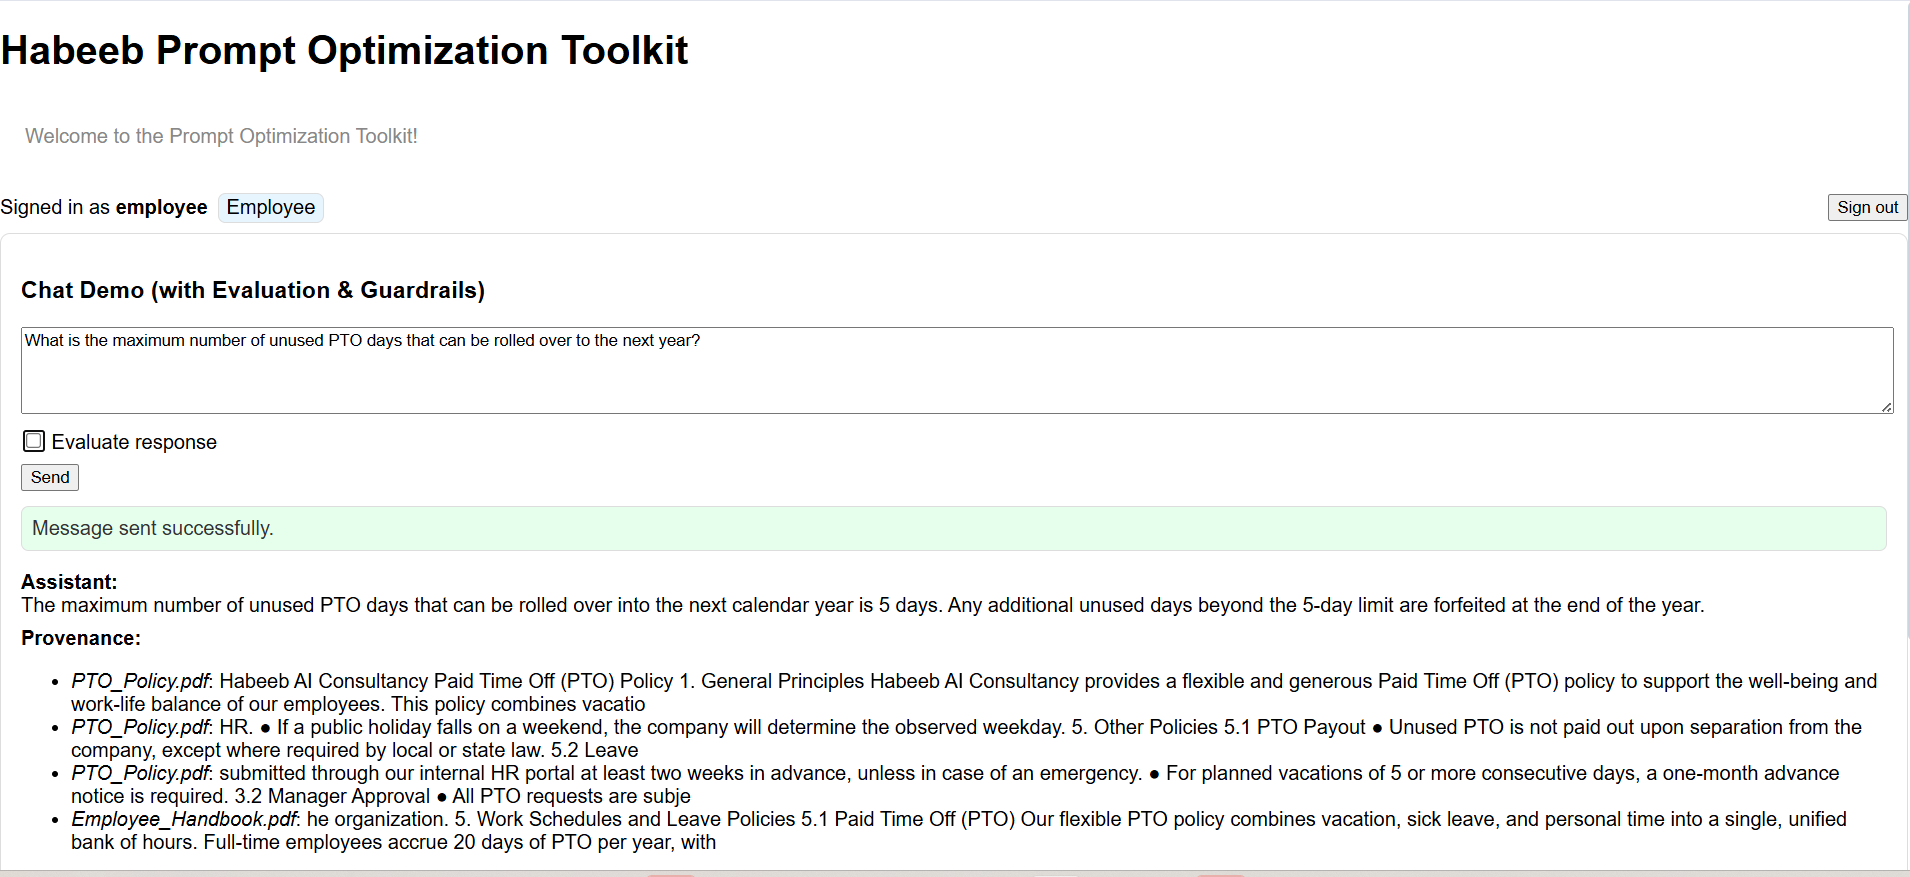 Habeeb Prompt Optimization Toolkit
Welcome to the Prompt Optimization Toolkit!
Signed in as employee Employee
Sign out
Chat Demo (with Evaluation & Guardrails)
What is the maximum number of unused PTO days that can be rolled over to the next year?
Evaluate response
Send
Message sent successfully.
Assistant:
The maximum number of unused PTO days that can be rolled over into the next calendar year is 5 days. Any additional unused days beyond the 5-day limit are forfeited at the end of the year.
Provenance:
• PTO_Policy.pdf: Habeeb AI Consultancy Paid Time Off (PTO) Policy 1. General Principles Habeeb AI Consultancy provides a flexible and generous Paid Time Off (PTO) policy to support the well-being and
work-life balance of our employees. This policy combines vacatio
• PTO_Policy.pdf: HR. ● If a public holiday falls on a weekend, the company will determine the observed weekday. 5. Other Policies 5.1 PTO Payout ● Unused PTO is not paid out upon separation from the
company, except where required by local or state law. 5.2 Leave
• PTO_Policy.pdf: submitted through our internal HR portal at least two weeks in advance, unless in case of an emergency. ● For planned vacations of 5 or more consecutive days, a one-month advance
notice is required. 3.2 Manager Approval ● All PTO requests are subje
• Employee_Handbook.pdf: he organization. 5. Work Schedules and Leave Policies 5.1 Paid Time Off (PTO) Our flexible PTO policy combines vacation, sick leave, and personal time into a single, unified
bank of hours. Full-time employees accrue 20 days of PTO per year, with